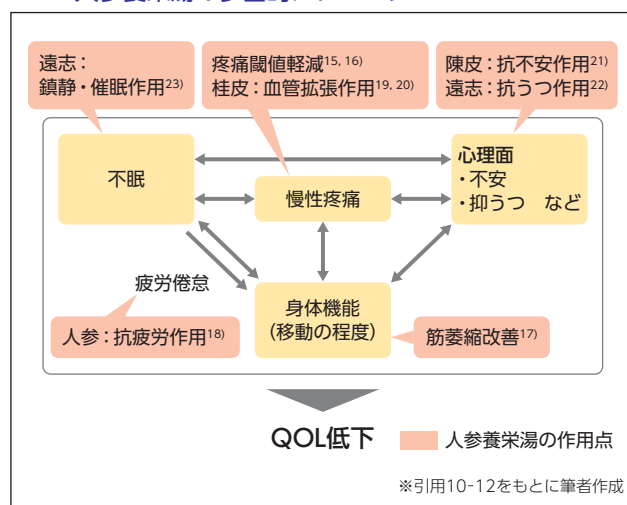 遠志：
鎮静・催眠作用23)
疼痛閾値軽減15, 16)
桂皮：血管拡張作用19, 20)
陳皮：抗不安作用21)
遠志：抗うつ作用22)
不眠
慢性疼痛
心理面
・不安
・抑うつ　など
疲労倦怠
人参：抗疲労作用18)
身体機能
(移動の程度)
筋萎縮改善17)
QOL低下
人参養栄湯の作用点
※引用10-12をもとに筆者作成